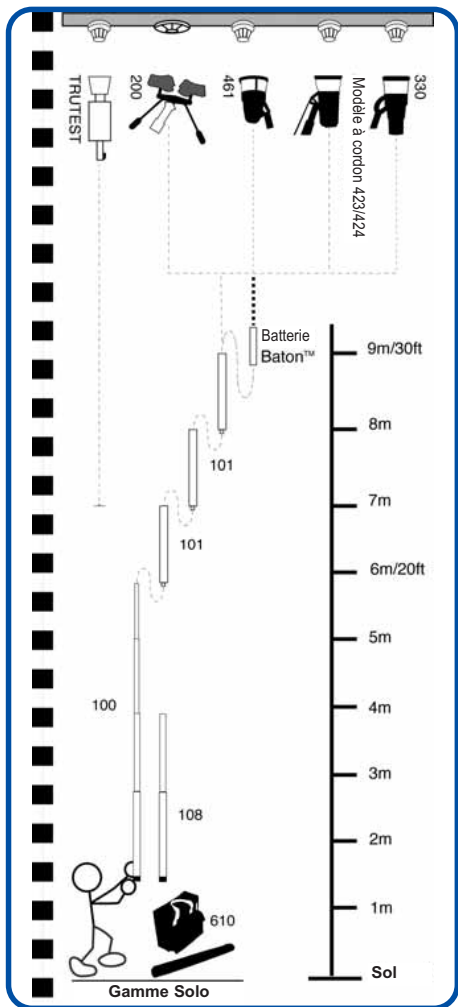 TRUTEST
200
461
Modèle à cordon 423/424
330
Batterie
Baton™
9m/30ft
8m
101
7m
101
6m/20ft
5m
100
4m
3m
108
2m
610
1m
Sol
Gamme Solo